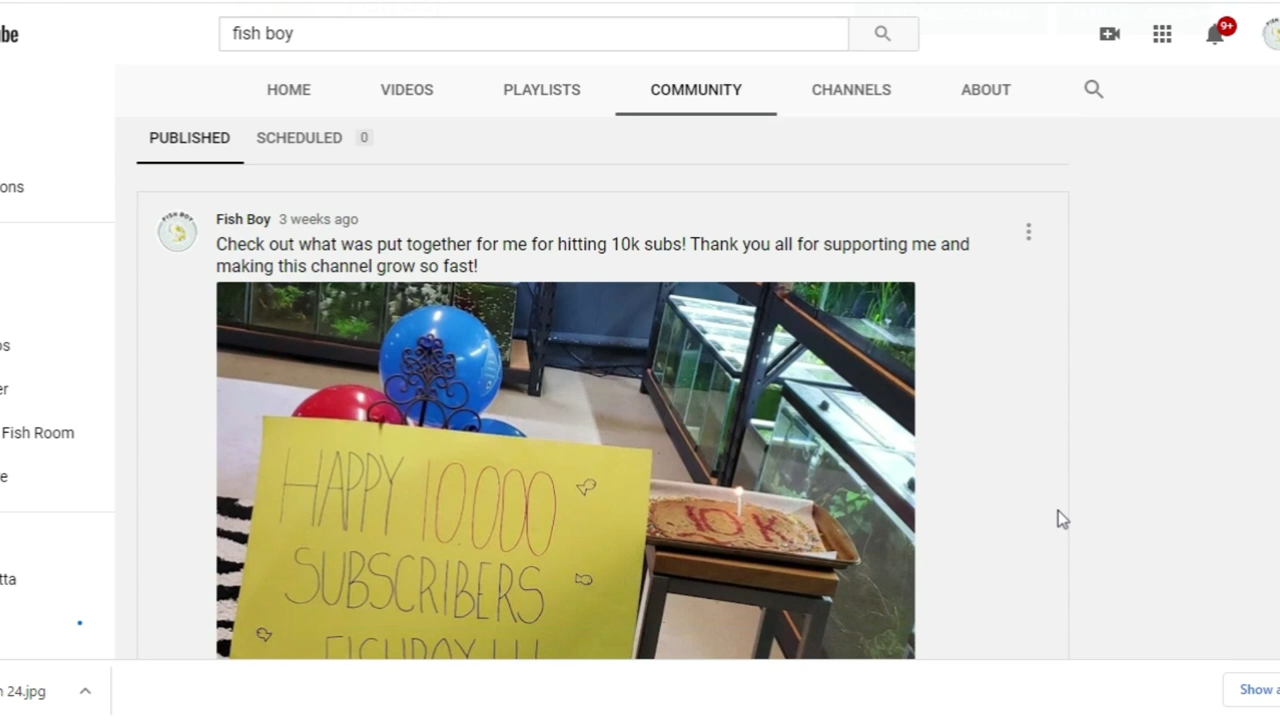 be
fish boy
9+
HOME VIDEOS PLAYLISTS COMMUNITY CHANNELS ABOUT
PUBLISHED SCHEDULED 0
ons
Fish Boy 3 weeks ago
Check out what was put together for me for hitting 10k subs! Thank you all for supporting me and
making this channel grow so fast!
os
er
Fish Room
e
tta
HAPPY 10.000
SUBSCRIBERS
FISHBOY!!!
10K
n 24.jpg
Show a